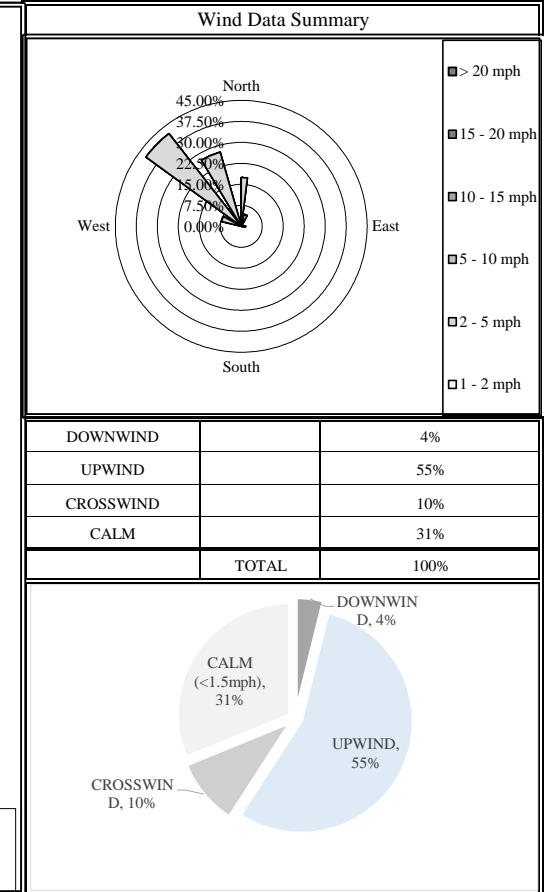 Wind Data Summary
North
45.00%
37.50%
30.00%
22.50%
15.00%
7.50%
0.00%
West
East
South
> 20 mph
15 - 20 mph
10 - 15 mph
5 - 10 mph
2 - 5 mph
1 - 2 mph
DOWNWIND 4%
UPWIND 55%
CROSSWIND 10%
CALM 31%
TOTAL 100%
DOWNWIN
D, 4%
CALM
(<1.5mph),
31%
UPWIND,
55%
CROSSWIN
D, 10%